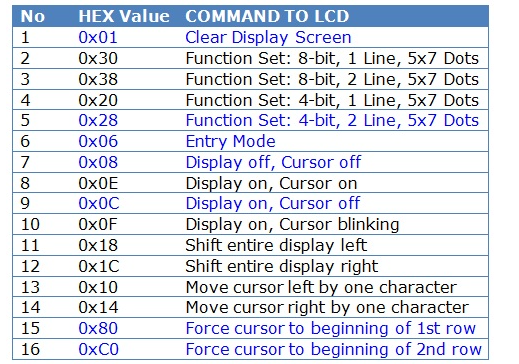 No HEX Value COMMAND TO LCD
1 0x01 Clear Display Screen
2 0x30 Function Set: 8-bit, 1 Line, 5x7 Dots
3 0x38 Function Set: 8-bit, 2 Line, 5x7 Dots
4 0x20 Function Set: 4-bit, 1 Line, 5x7 Dots
5 0x28 Function Set: 4-bit, 2 Line, 5x7 Dots
6 0x06 Entry Mode
7 0x08 Display off, Cursor off
8 0x0E Display on, Cursor on
9 0x0C Display on, Cursor off
10 0x0F Display on, Cursor blinking
11 0x18 Shift entire display left
12 0x1C Shift entire display right
13 0x10 Move cursor left by one character
14 0x14 Move cursor right by one character
15 0x80 Force cursor to beginning of 1st row
16 0xC0 Force cursor to beginning of 2nd row